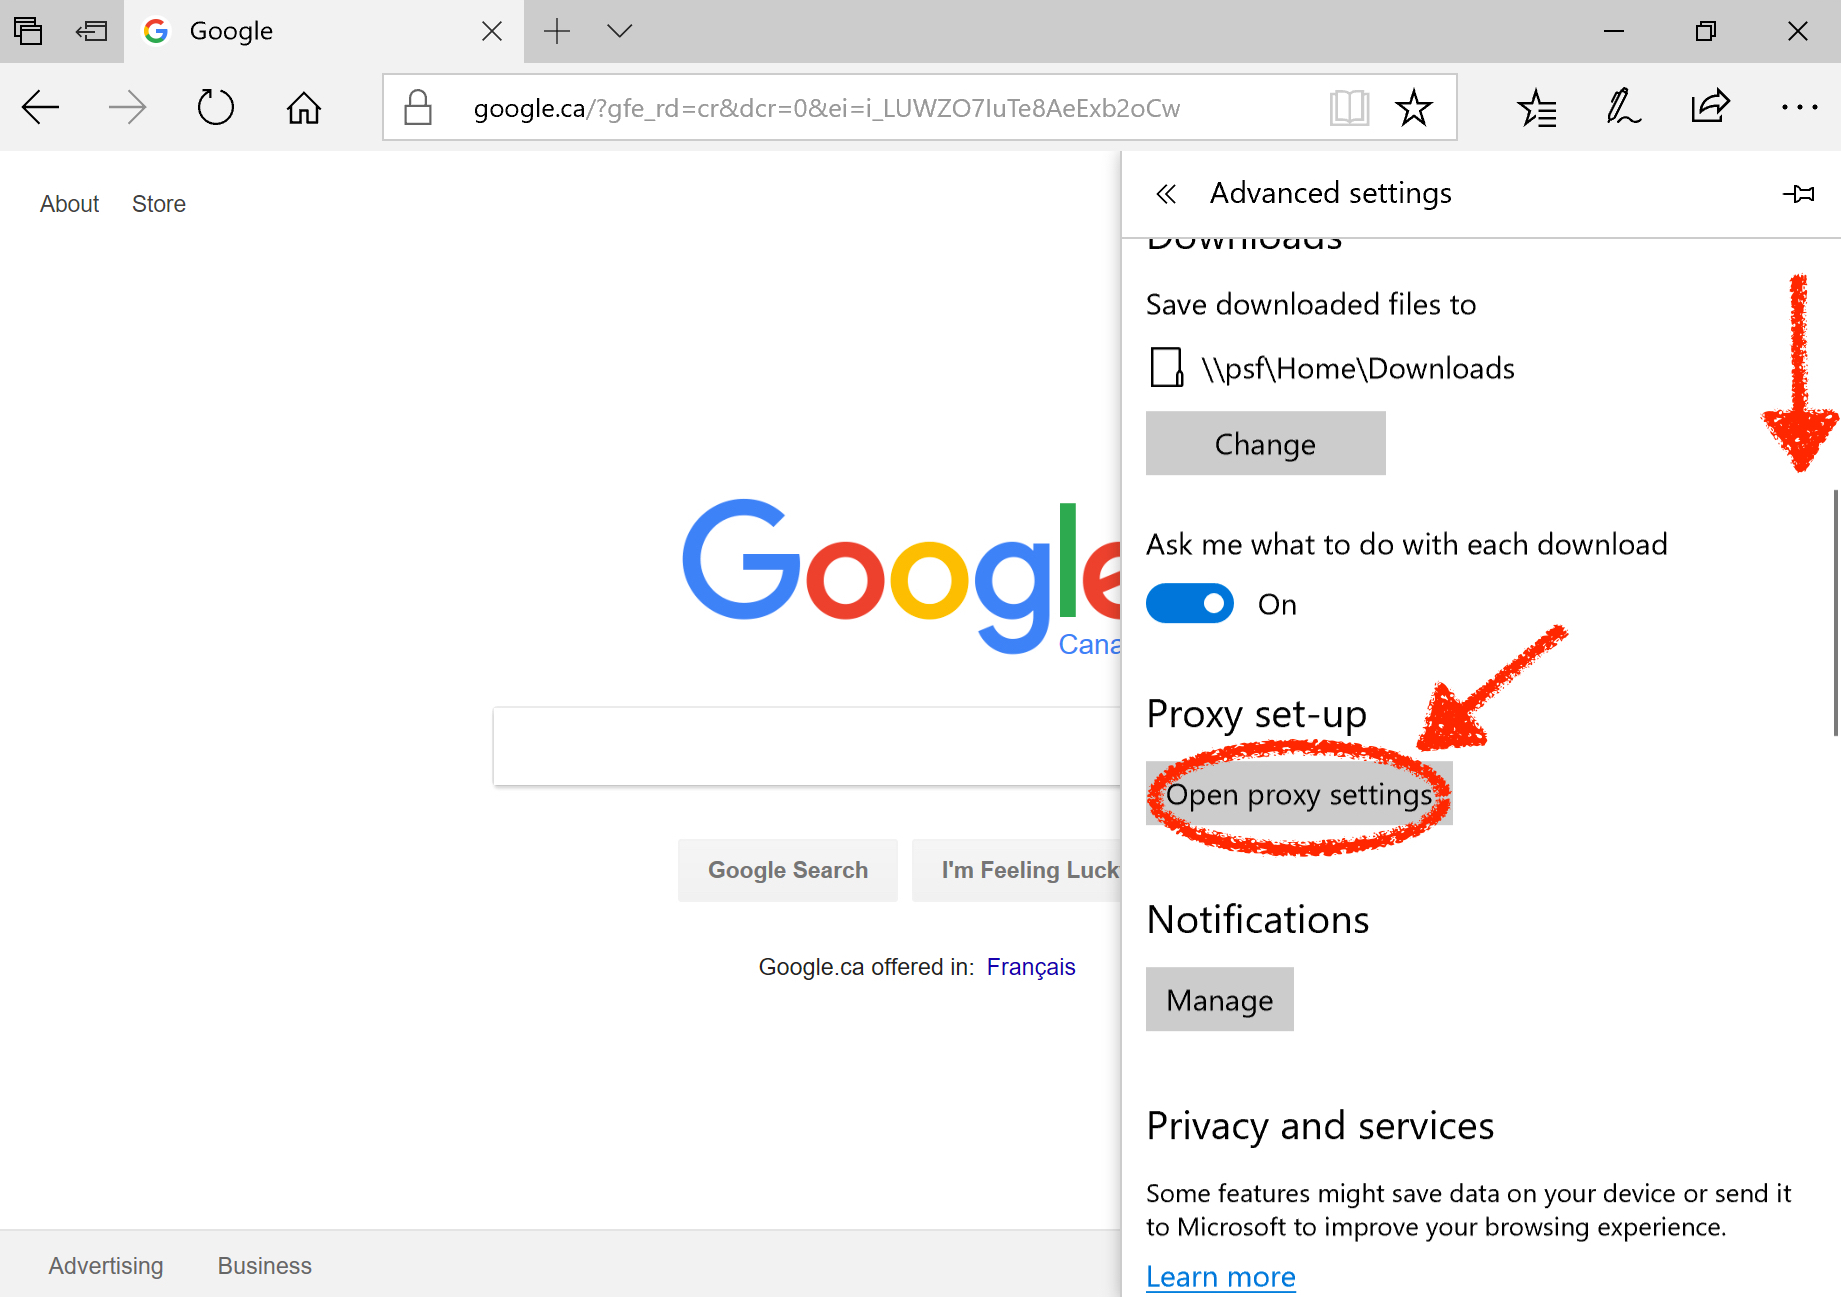 Google
google.ca/?gfe_rd=cr&dcr=0&ei=i_LUWZO7IuTe8AeExb2oCw
About Store
Google
Cana
Google Search I'm Feeling Luck
Google.ca offered in: Français
Advertising Business
Advanced settings
Downloads
Save downloaded files to
\\psf\Home\Downloads
Change
Ask me what to do with each download
On
Proxy set-up
Open proxy settings
Notifications
Manage
Privacy and services
Some features might save data on your device or send it
to Microsoft to improve your browsing experience.
Learn more